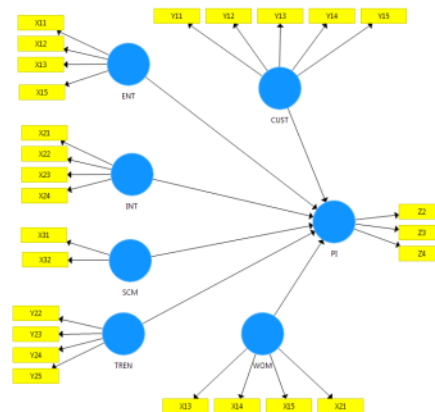 X11
X12
X13
X15
ENT
Y11
Y12
Y13
Y14
Y15
CUST
X21
X22
X23
X24
INT
X31
X32
SCM
Z2
Z3
Z4
PI
Y22
Y23
Y24
Y25
TREN
WOM
X13
X14
X15
X21